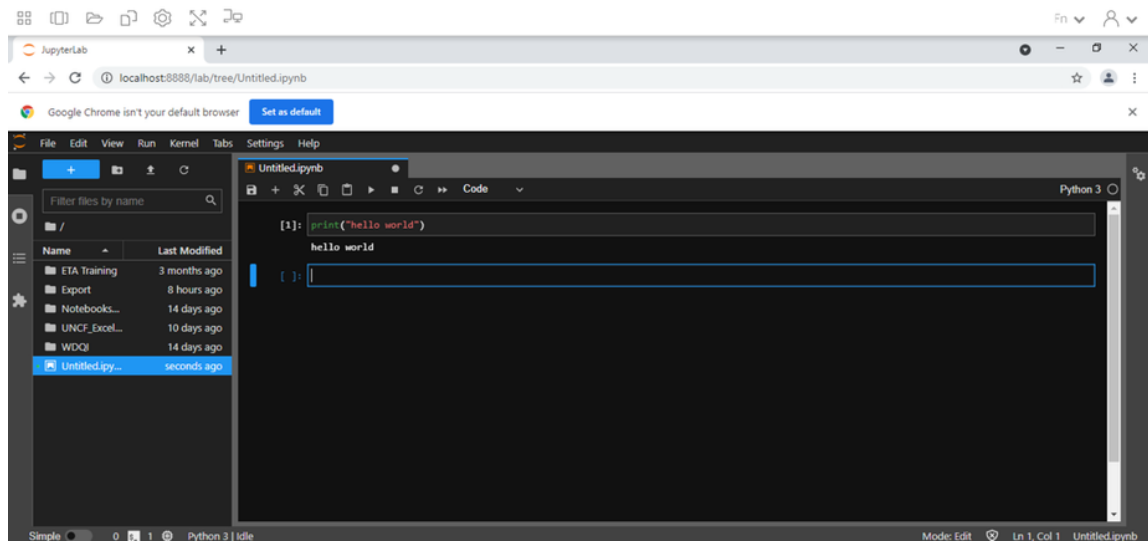 Fn
JupyterLab
localhost:8888/lab/tree/Untitled.ipynb
Google Chrome isn't your default browser Set as default
File Edit View Run Kernel Tabs Settings Help
Untitled.ipynb
Code Python 3
Filter files by name
/
[1]: print("hello world")
hello world
[ ]:
Name Last Modified
ETA Training 3 months ago
Export 8 hours ago
Notebooks... 14 days ago
UNCF_Excel... 10 days ago
WDQI 14 days ago
Untitled.ipy... seconds ago
Simple 0 1 Python 3 | Idle Mode: Edit Ln 1, Col 1 Untitled.ipynb